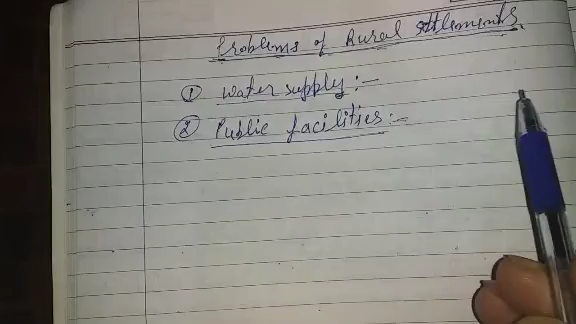 Problems of Rural settlements
① water supply:-
② Public facilities:-